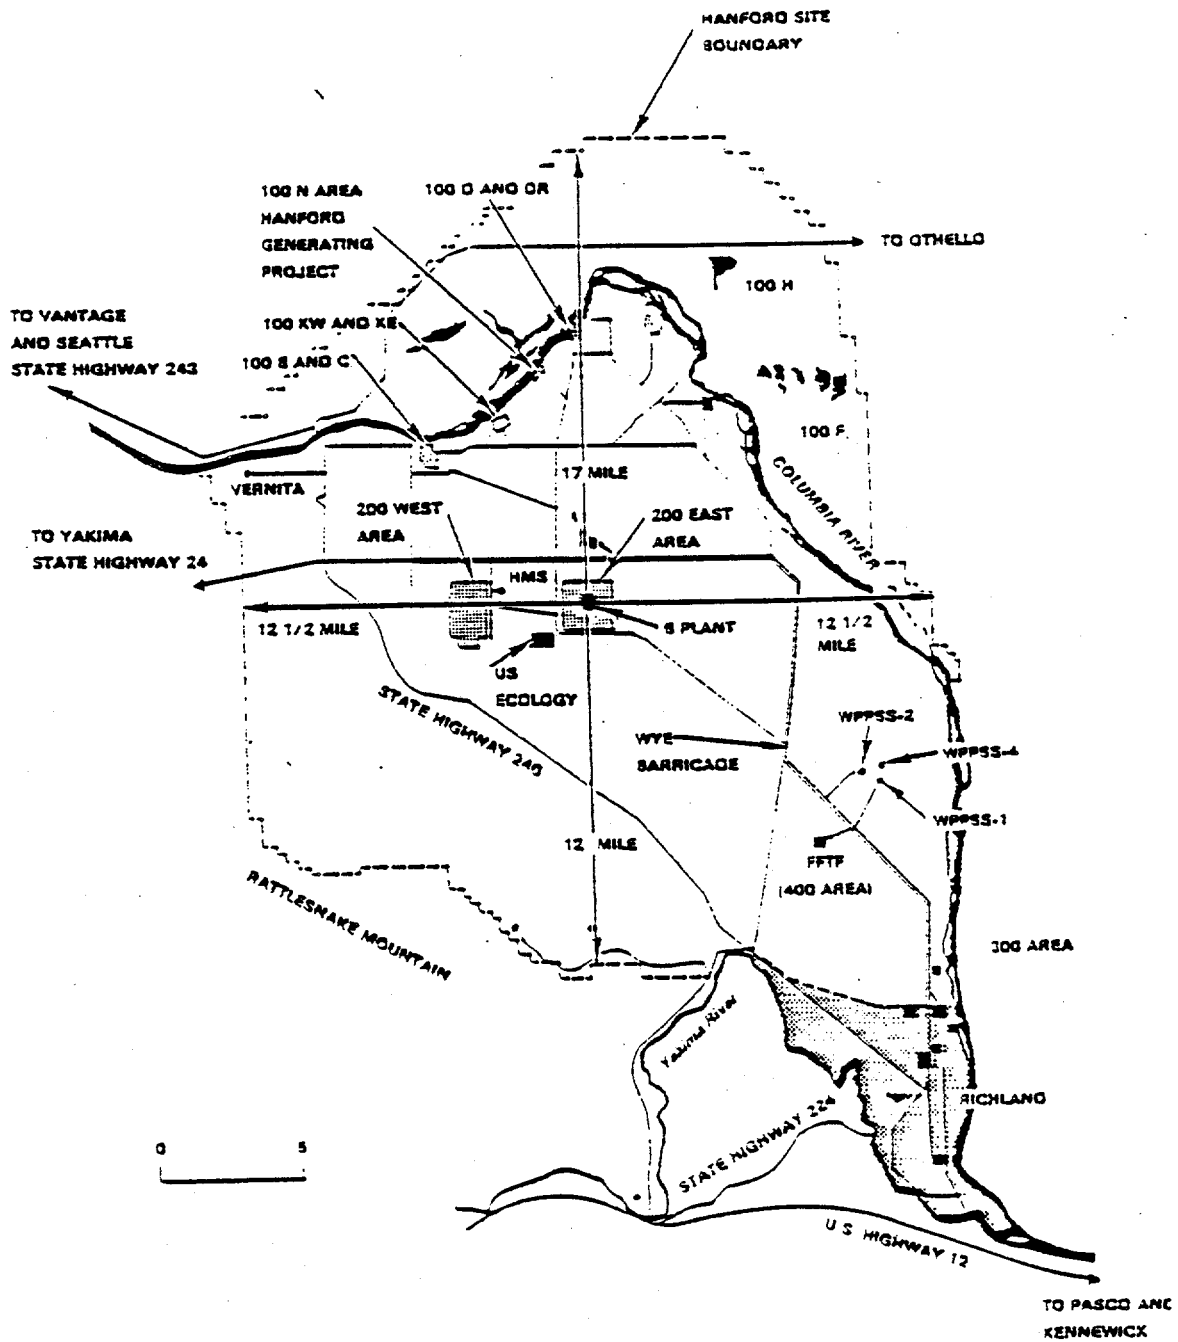 HANFORD SITE
BOUNDARY
100 N AREA
HANFORD
GENERATING
PROJECT
100 D AND DR
TO OTHELLO
100 H
TO VANTAGE
AND SEATTLE
STATE HIGHWAY 243
100 KW AND KE
100 B AND C
100 F
COLUMBIA RIVER
VERNITA
17 MILE
200 WEST
AREA
200 EAST
AREA
TO YAKIMA
STATE HIGHWAY 24
HMS
12 1/2 MILE
B PLANT
12 1/2
MILE
US
ECOLOGY
STATE HIGHWAY 240
WYE
BARRICADE
WPPSS-2
WPPSS-4
WPPSS-1
12 MILE
FFTF
(400 AREA)
RATTLESNAKE MOUNTAIN
300 AREA
Yakima River
RICHLAND
STATE HIGHWAY 224
0 5
U S HIGHWAY 12
TO PASCO AND
KENNEWICK